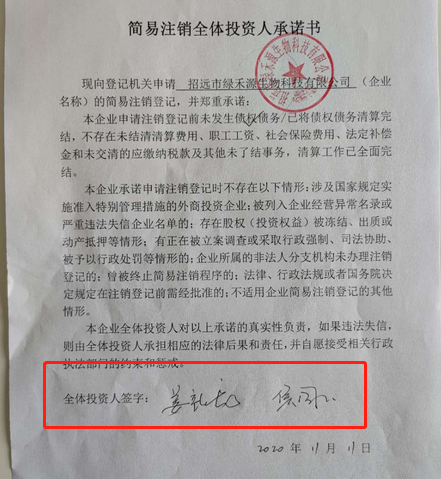 简易注销全体投资人承诺书
现向登记机关申请 招远市绿禾源生物科技有限公司 (企业
名称)的简易注销登记,并郑重承诺:
本企业申请注销登记前未发生债权债务/已将债权债务清算完
结,不存在未结清清算费用、职工工资、社会保险费用、法定补偿
金和未交清的应缴纳税款及其他未了结事务,清算工作已全面完
结。
本企业承诺申请注销登记时不存在以下情形:涉及国家规定实
施准入特别管理措施的外商投资企业;被列入企业经营异常名录或
严重违法失信企业名单的;存在股权(投资权益)被冻结、出质或
动产抵押等情形;有正在被立案调查或采取行政强制、司法协助、
被予以行政处罚等情形的;企业所属的非法人分支机构未办理注销
登记的;曾被终止简易注销程序的;法律、行政法规或者国务院决
定规定在注销登记前需经批准的;不适用企业简易注销登记的其他
情形。
本企业全体投资人对以上承诺的真实性负责,如果违法失信,
则由全体投资人承担相应的法律后果和责任,并自愿接受相关行政
执法部门的约束和惩戒。
全体投资人签字:
2020 年 11 月 11 日